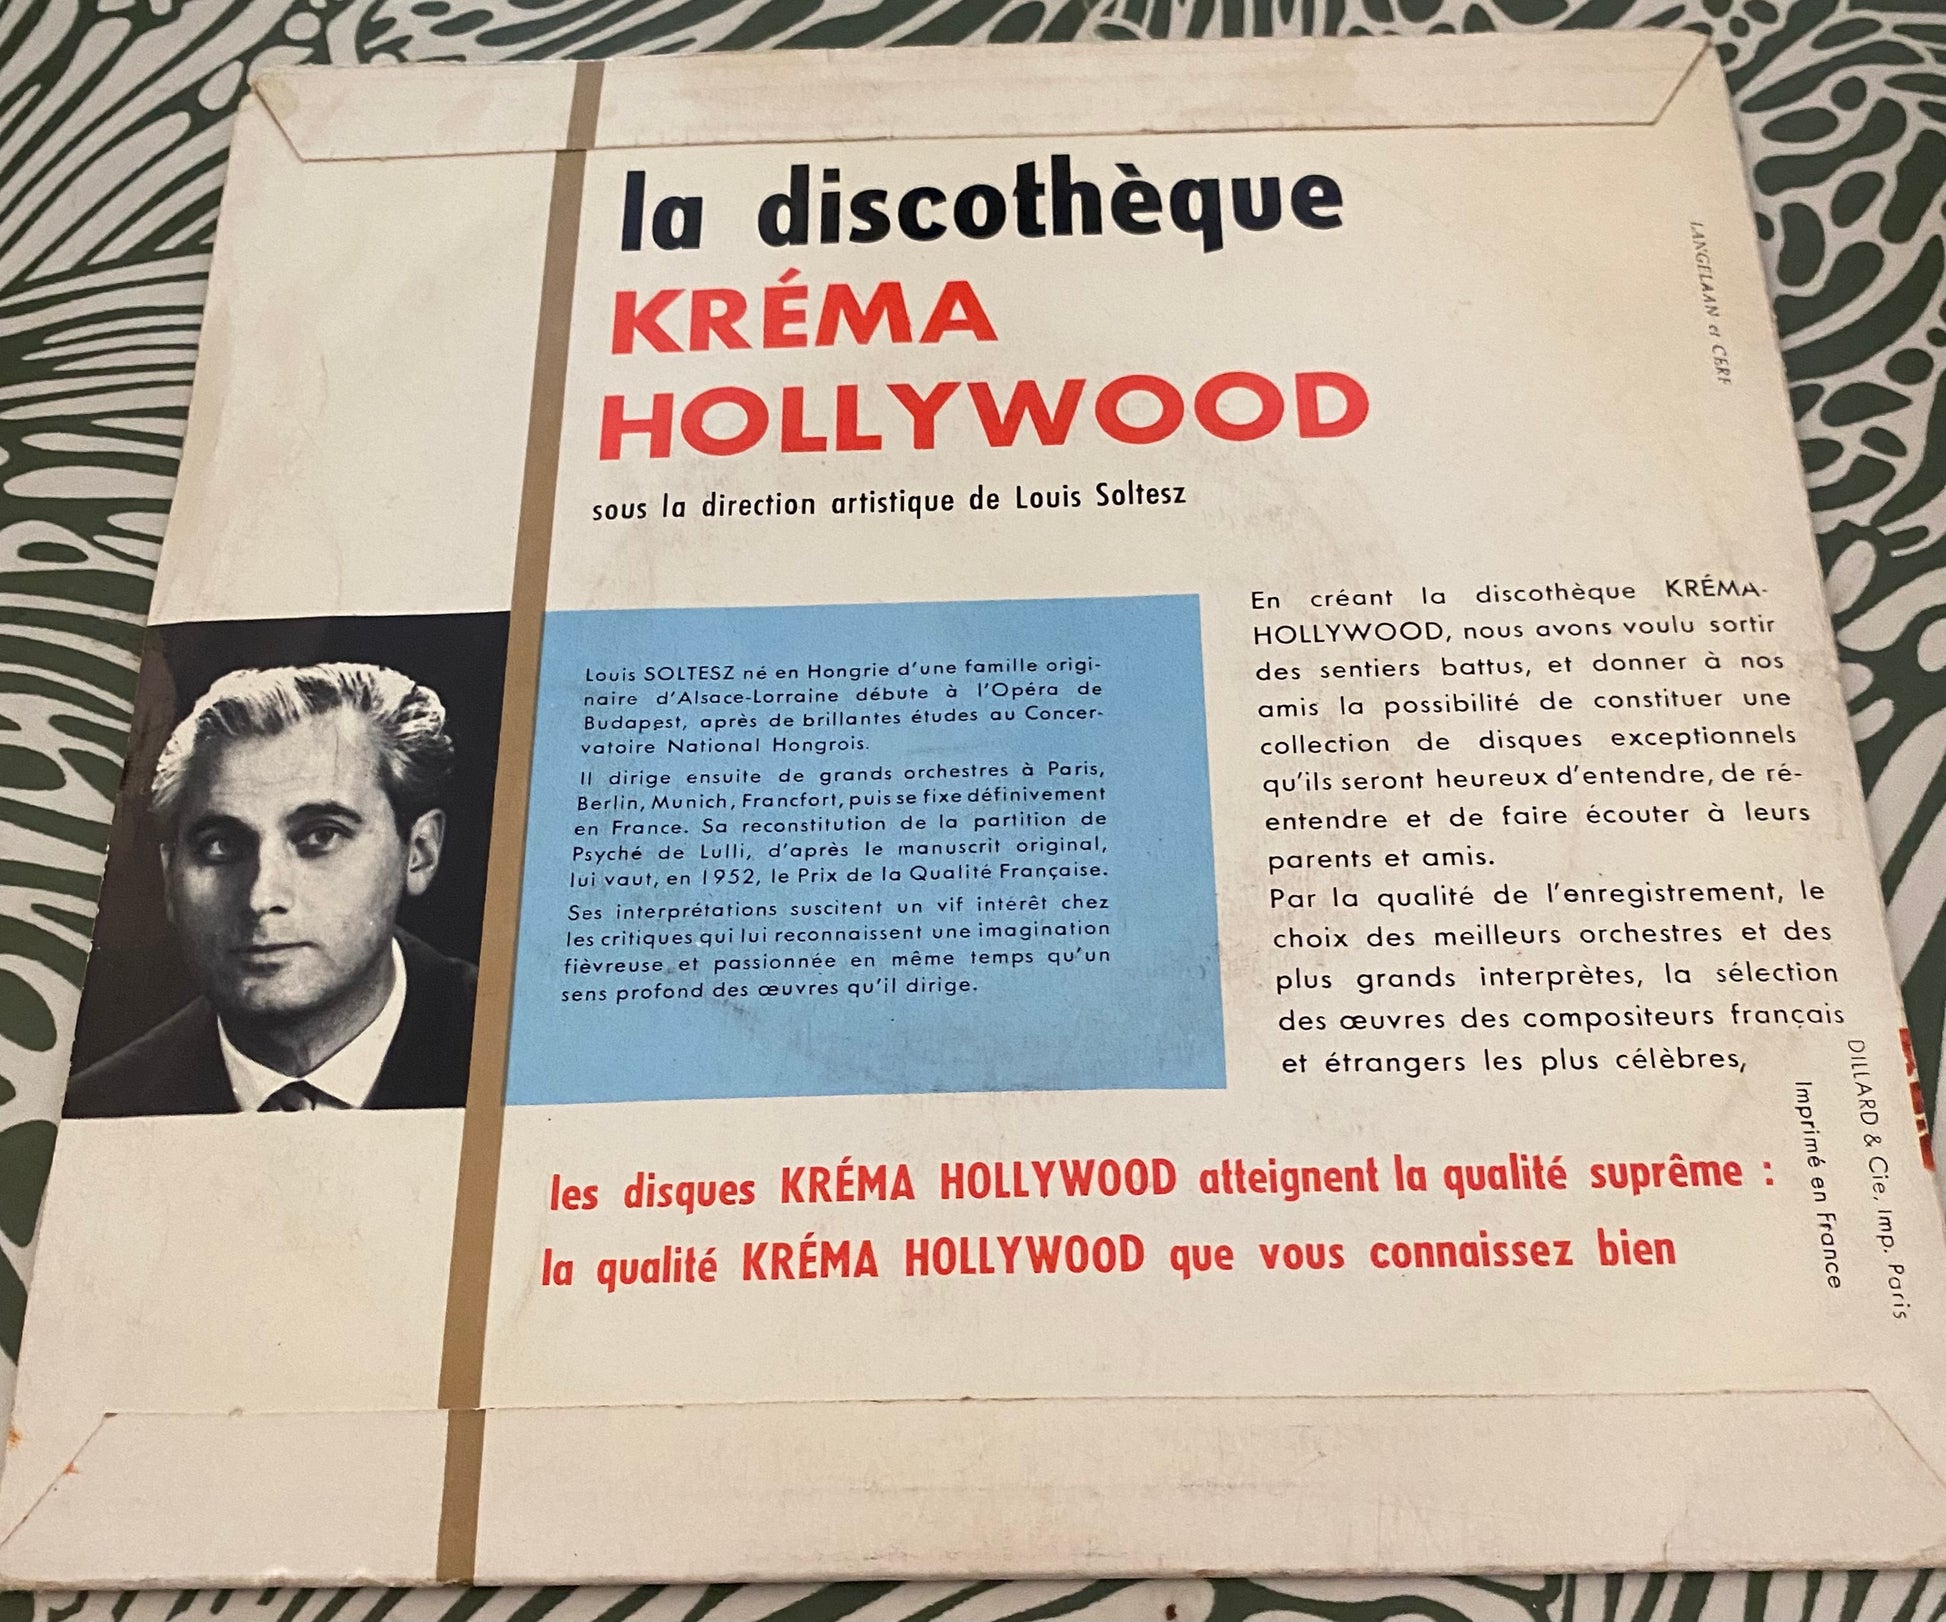 la discothèque
KRÉMA
HOLLYWOOD
sous la direction artistique de Louis Soltesz
Louis SOLTESZ né en Hongrie d'une famille origi-
naire d'Alsace-Lorraine débute à l'Opéra de
Budapest, après de brillantes études au Concer-
vatoire National Hongrois.
Il dirige ensuite de grands orchestres à Paris,
Berlin, Munich, Francfort, puis se fixe définivement
en France. Sa reconstitution de la partition de
Psyché de Lulli, d'après le manuscrit original,
lui vaut, en 1952, le Prix de la Qualité Française.
Ses interprétations suscitent un vif intérêt chez
les critiques qui lui reconnaissent une imagination
fièvreuse et passionnée en même temps qu'un
sens profond des œuvres qu'il dirige.
En créant la discothèque KRÉMA-
HOLLYWOOD, nous avons voulu sortir
des sentiers battus, et donner à nos
amis la possibilité de constituer une
collection de disques exceptionnels
qu'ils seront heureux d'entendre, de ré-
entendre et de faire écouter à leurs
parents et amis.
Par la qualité de l'enregistrement, le
choix des meilleurs orchestres et des
plus grands interprètes, la sélection
des œuvres des compositeurs français
et étrangers les plus célèbres,
les disques KRÉMA HOLLYWOOD atteignent la qualité suprême :
la qualité KRÉMA HOLLYWOOD que vous connaissez bien
LANGELAAN et CERF
DILLARD & Cie. Imp. Paris
Imprimé en France